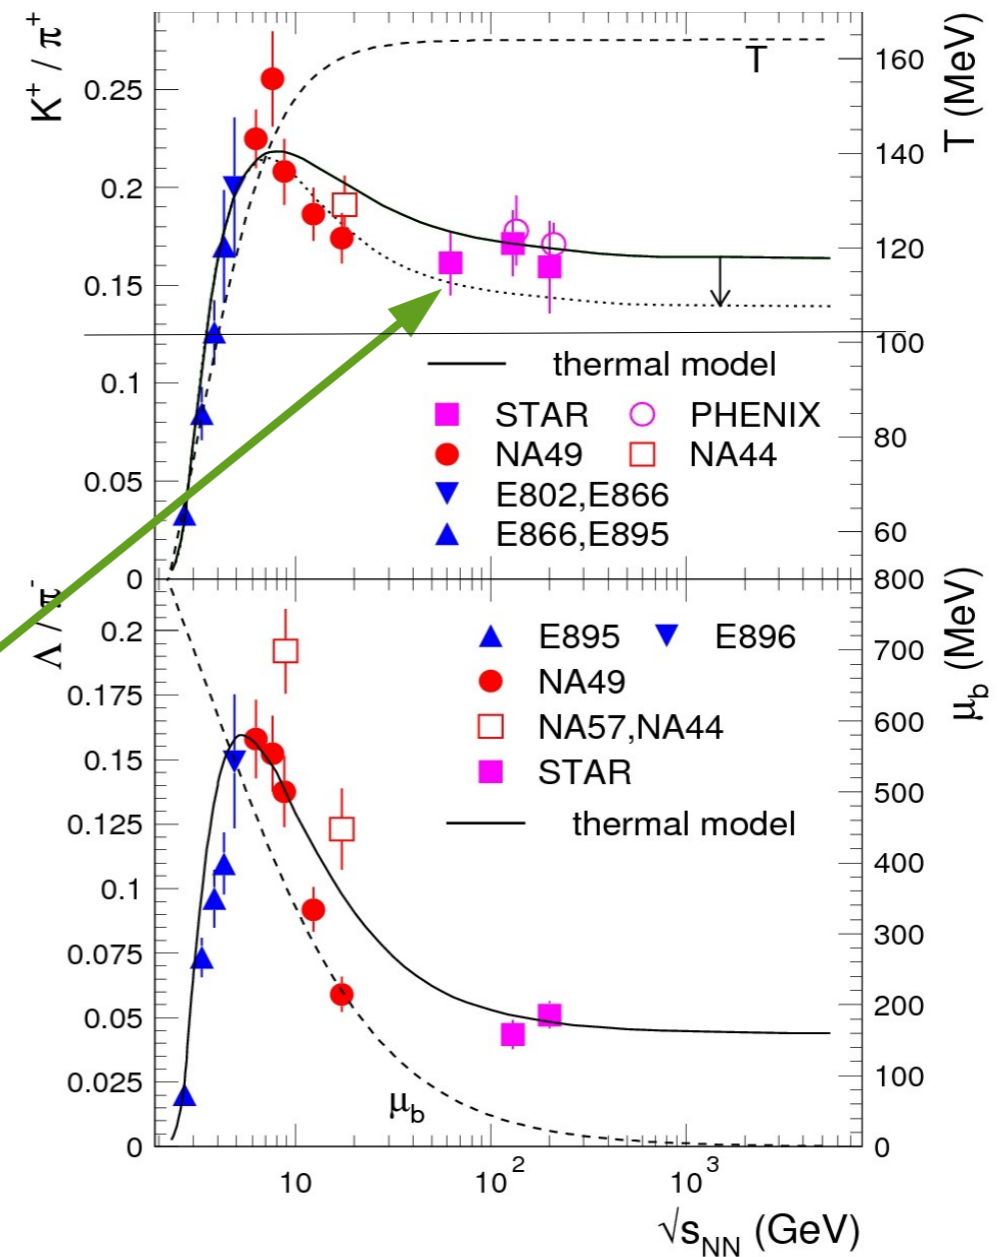 K+ / π+
0.25
0.2
0.15
0.1
0.05
0
T
T (MeV)
160
140
120
100
80
60
thermal model
STAR PHENIX
NA49 NA44
E802,E866
E866,E895
Λ / π-
0.2
0.175
0.15
0.125
0.1
0.075
0.05
0.025
0
E895 E896
NA49
NA57,NA44
STAR
thermal model
μb
μb (MeV)
800
700
600
500
400
300
200
100
0
10 10² 10³
√sNN (GeV)